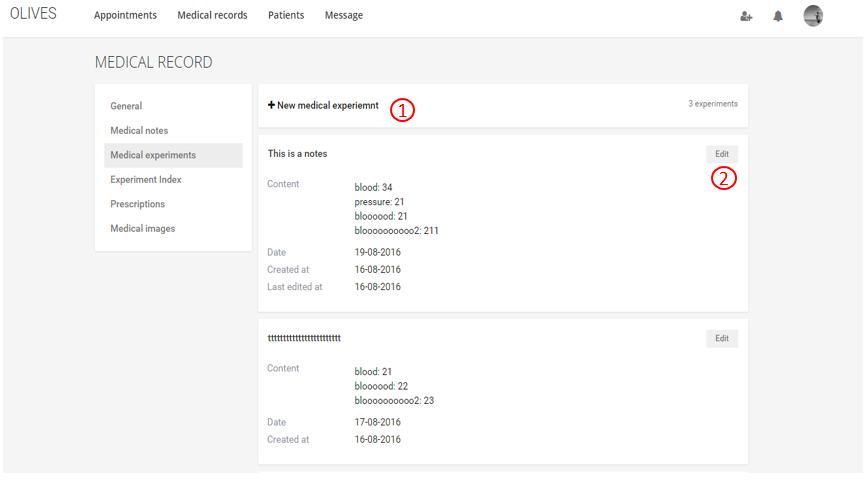 OLIVES Appointments Medical records Patients Message
MEDICAL RECORD
General
Medical notes
Medical experiments
Experiment Index
Prescriptions
Medical images
+ New medical experiemnt 1 3 experiments
This is a notes Edit
2
Content blood: 34
pressure: 21
bloooood: 21
bloooooooooo2: 211
Date 19-08-2016
Created at 16-08-2016
Last edited at 16-08-2016
tttttttttttttttttttttttt Edit
Content blood: 21
bloooood: 22
bloooooooooo2: 23
Date 17-08-2016
Created at 16-08-2016